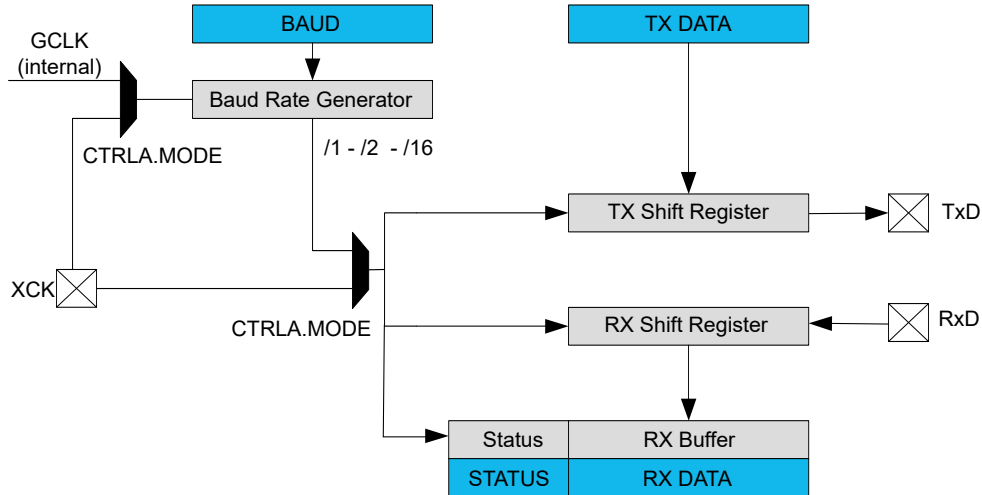 BAUD
TX DATA
GCLK
(internal)
Baud Rate Generator
/1 - /2 - /16
CTRLA.MODE
TX Shift Register
TxD
XCK
CTRLA.MODE
RX Shift Register
RxD
Status
RX Buffer
STATUS
RX DATA